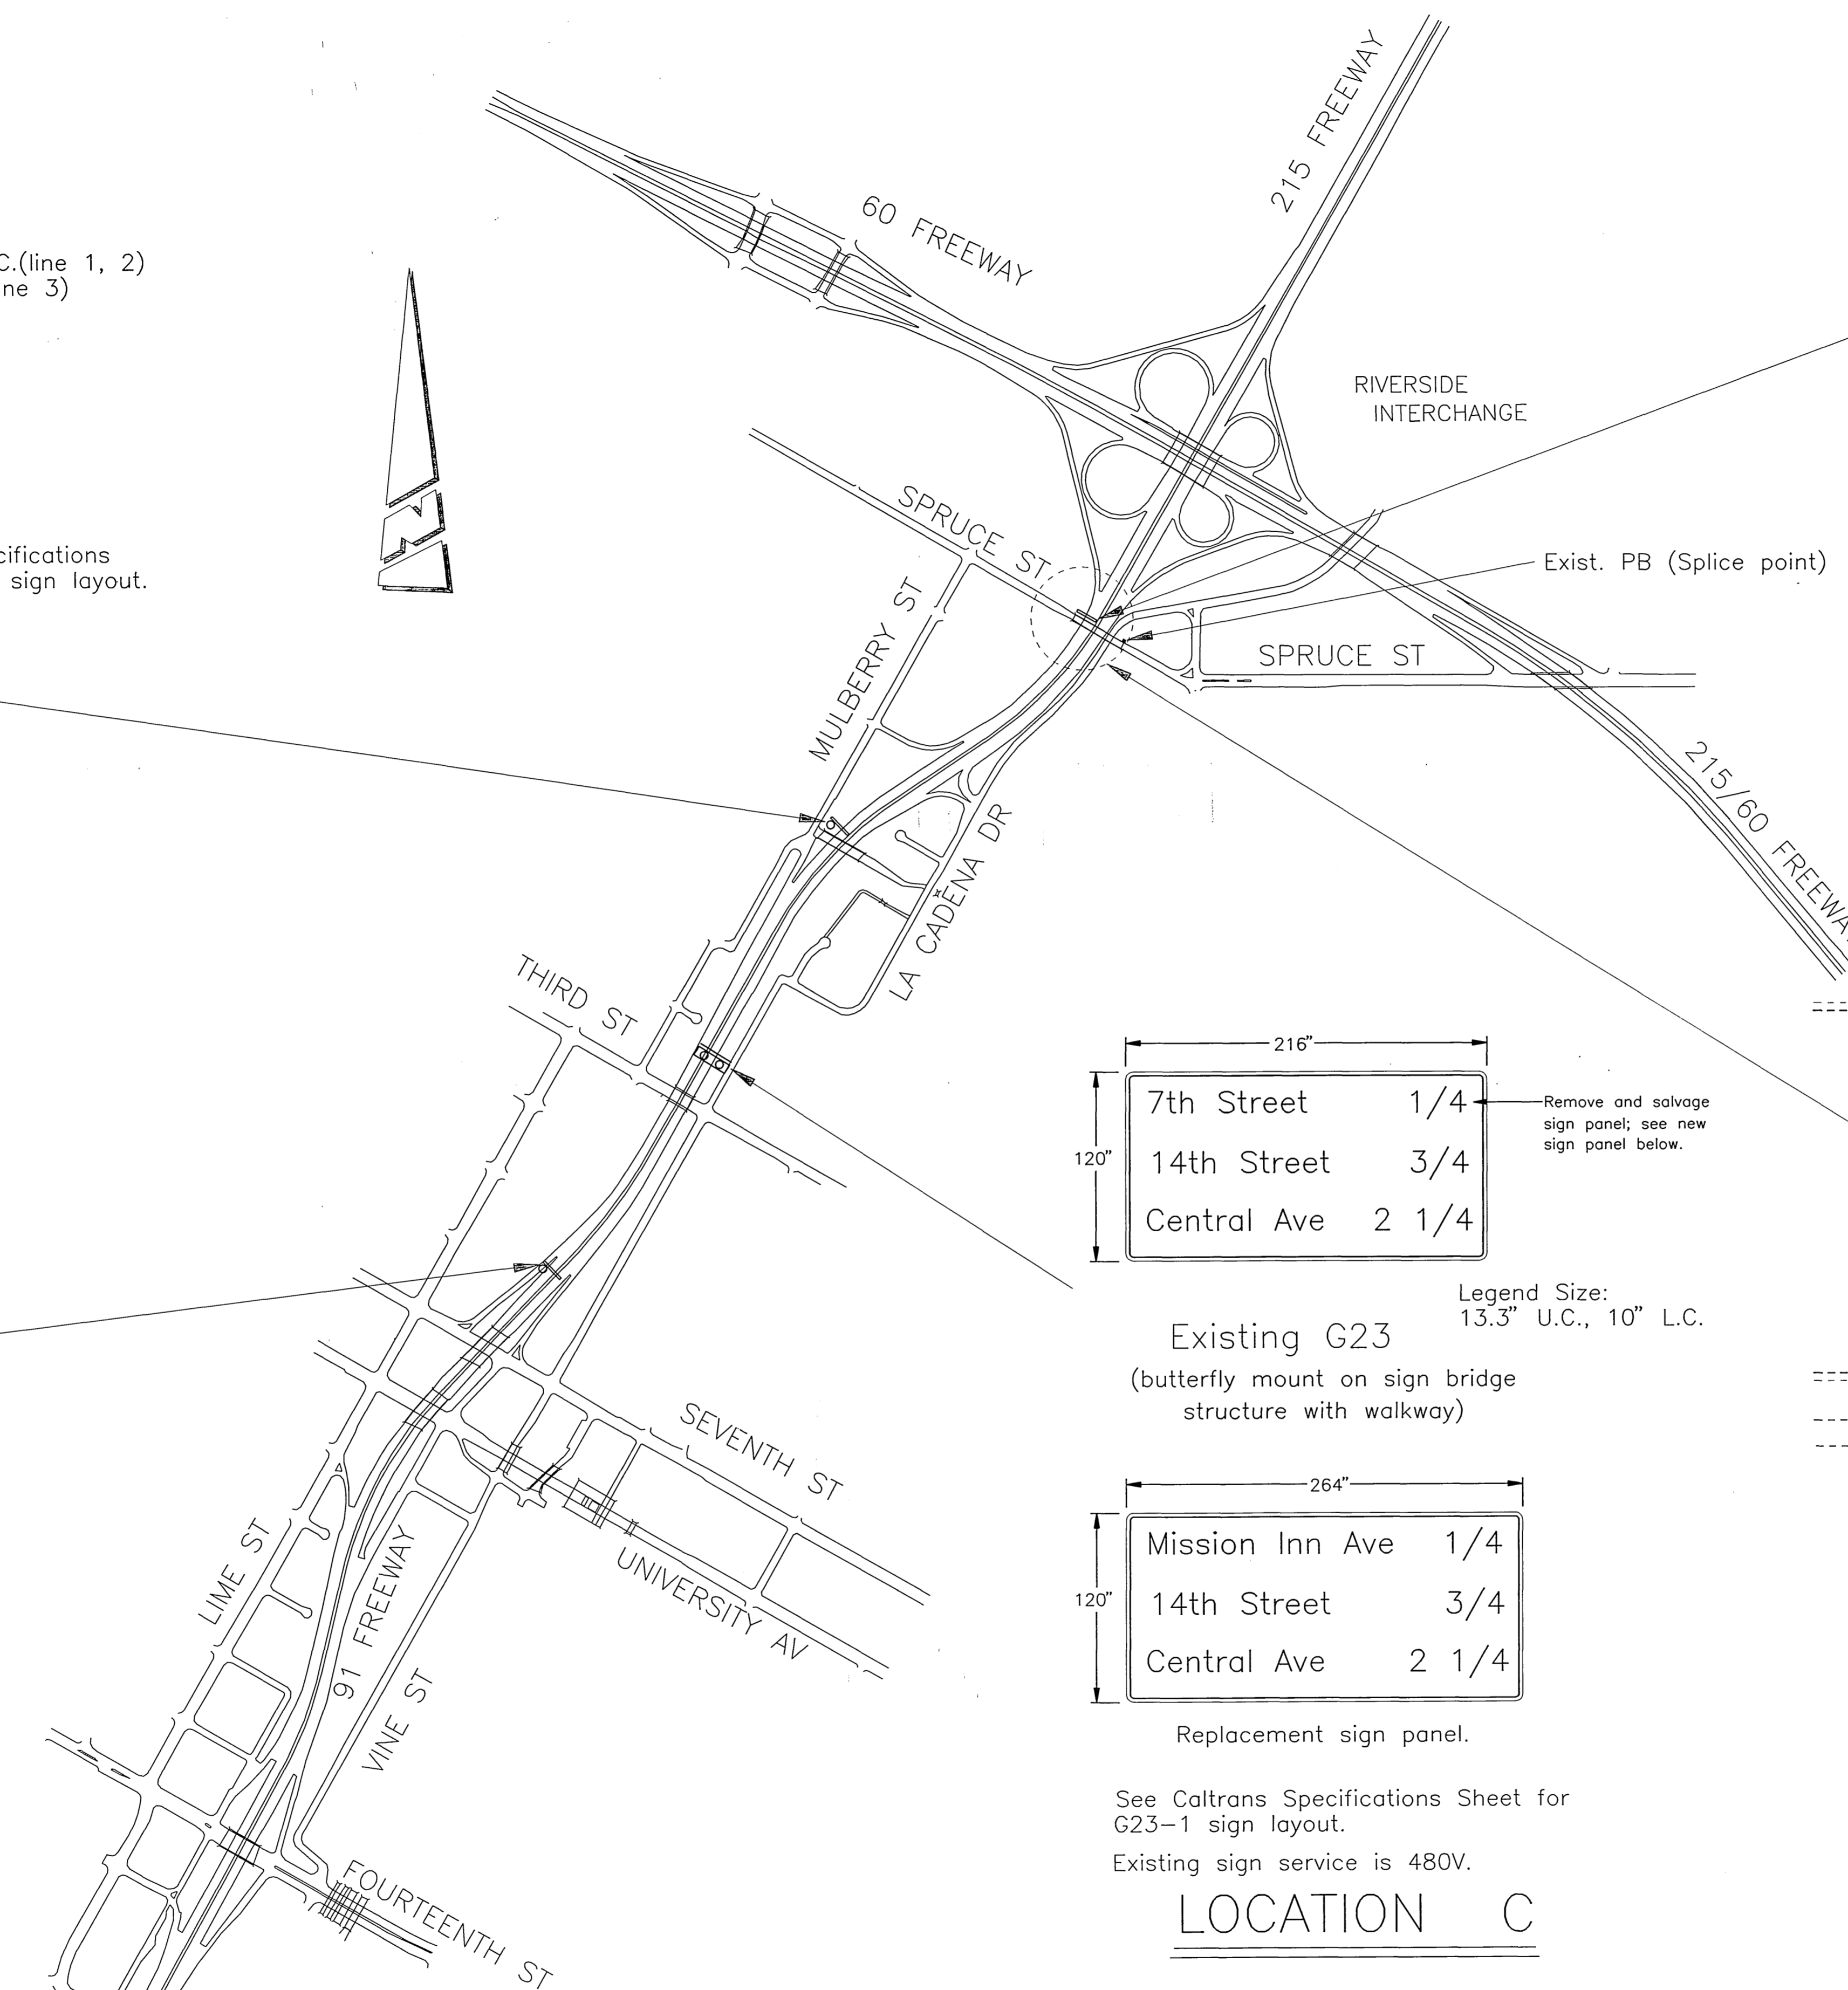 215 FREEWAY
60 FREEWAY
C.(line 1, 2)
ne 3)
RIVERSIDE
INTERCHANGE
N
SPRUCE ST
cifications
sign layout.
Exist. PB (Splice point)
MULBERRY ST
SPRUCE ST
215/60 FREEWA
LA CADENA DR
THIRD ST
216"
120"
7th Street 1/4
14th Street 3/4
Central Ave 2 1/4
Remove and salvage
sign panel; see new
sign panel below.
Legend Size:
13.3" U.C., 10" L.C.
Existing G23
(butterfly mount on sign bridge
structure with walkway)
SEVENTH ST
264"
120"
Mission Inn Ave 1/4
14th Street 3/4
Central Ave 2 1/4
UNIVERSITY AV
LIME ST
91 FREEWAY
VINE ST
Replacement sign panel.
See Caltrans Specifications Sheet for
G23-1 sign layout.
Existing sign service is 480V.
FOURTEENTH ST
LOCATION C